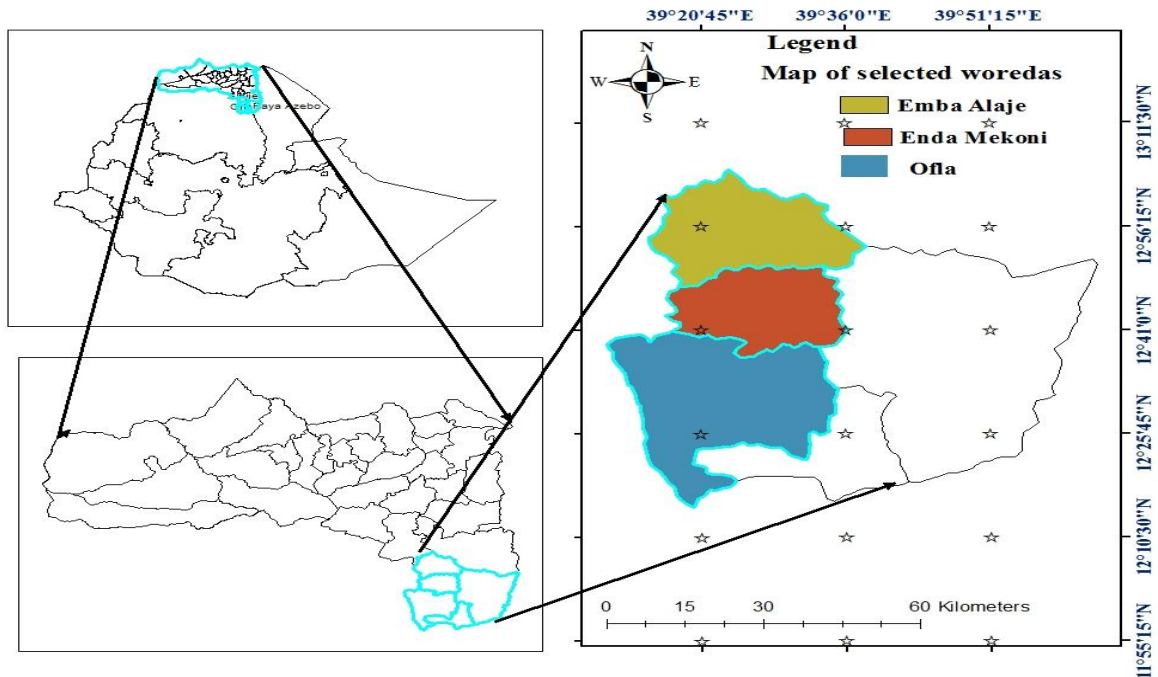 39°20'45"E 39°36'0"E 39°51'15"E
Legend
Map of selected woredas
Emba Alaje
Enda Mekoni
Ofla
N
W E
S
Raya Azebo
13°11'30"N
12°56'15"N
12°41'0"N
12°25'45"N
12°10'30"N
11°55'15"N
0 15 30 60 Kilometers